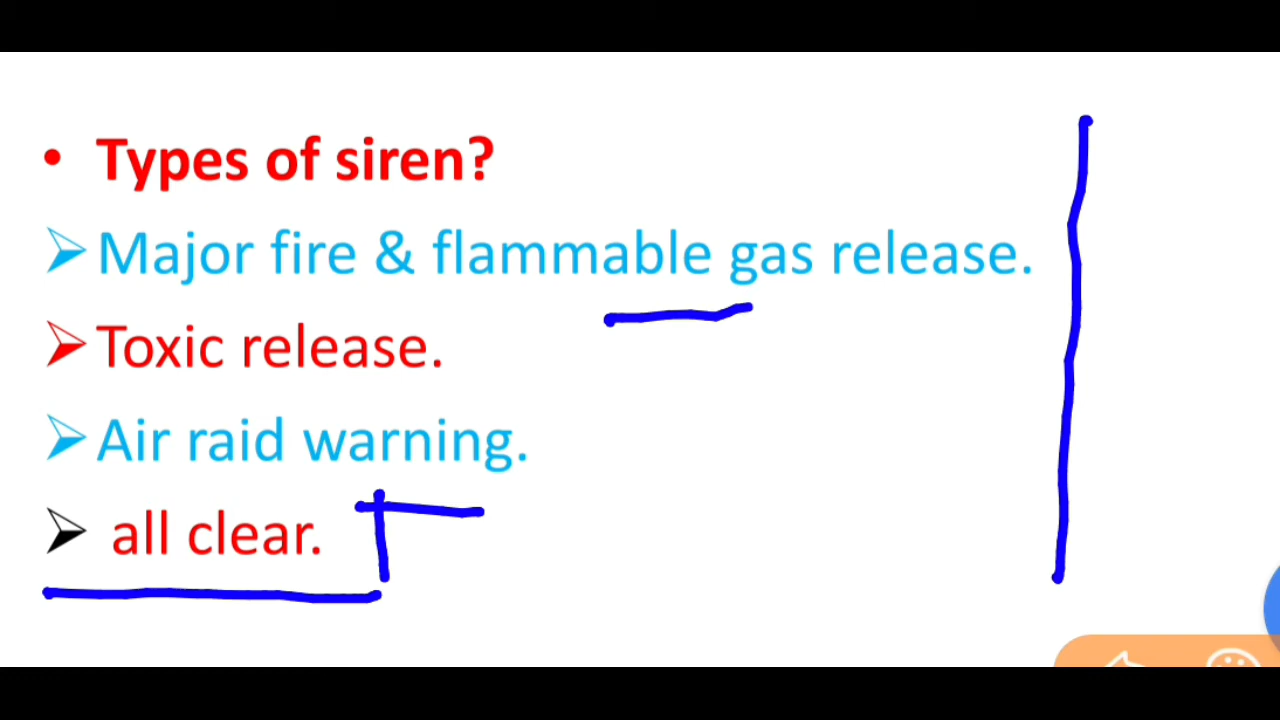 • Types of siren?
➢ Major fire & flammable gas release.
➢ Toxic release.
➢ Air raid warning.
➢ all clear.